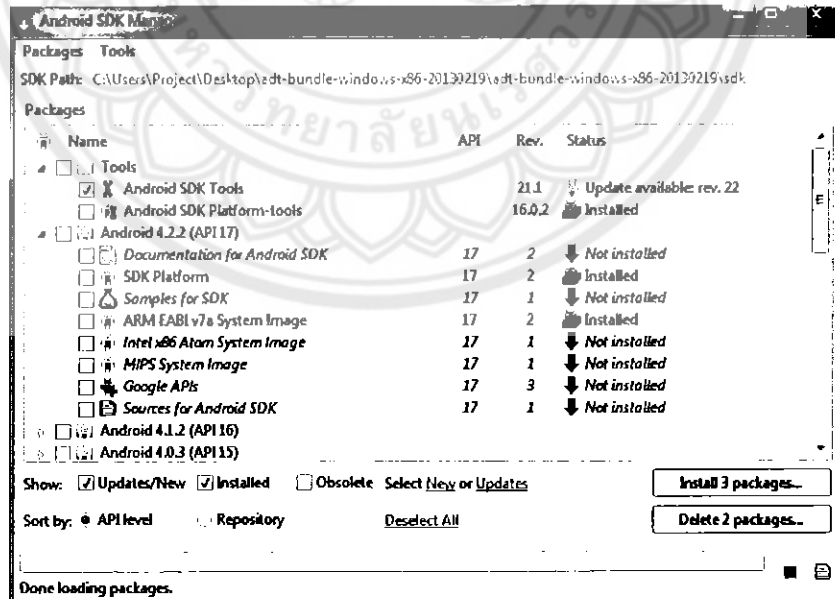 Android SDK Manager
Packages Tools
SDK Path: C:\Users\Project\Desktop\adt-bundle-windows-x86-20130219\adt-bundle-windows-x86-20130219\sdk
Packages
Name API Rev. Status
Tools
Android SDK Tools 21.1 Update available: rev. 22
Android SDK Platform-tools 16.0.2 Installed
Android 4.2.2 (API 17)
Documentation for Android SDK 17 2 Not installed
SDK Platform 17 2 Installed
Samples for SDK 17 1 Not installed
ARM EABI v7a System Image 17 2 Installed
Intel x86 Atom System Image 17 1 Not installed
MIPS System Image 17 1 Not installed
Google APIs 17 3 Not installed
Sources for Android SDK 17 1 Not installed
Android 4.1.2 (API 16)
Android 4.0.3 (API 15)
Show: Updates/New Installed Obsolete Select New or Updates Install 3 packages...
Sort by: API level Repository Deselect All Delete 2 packages...
Done loading packages.